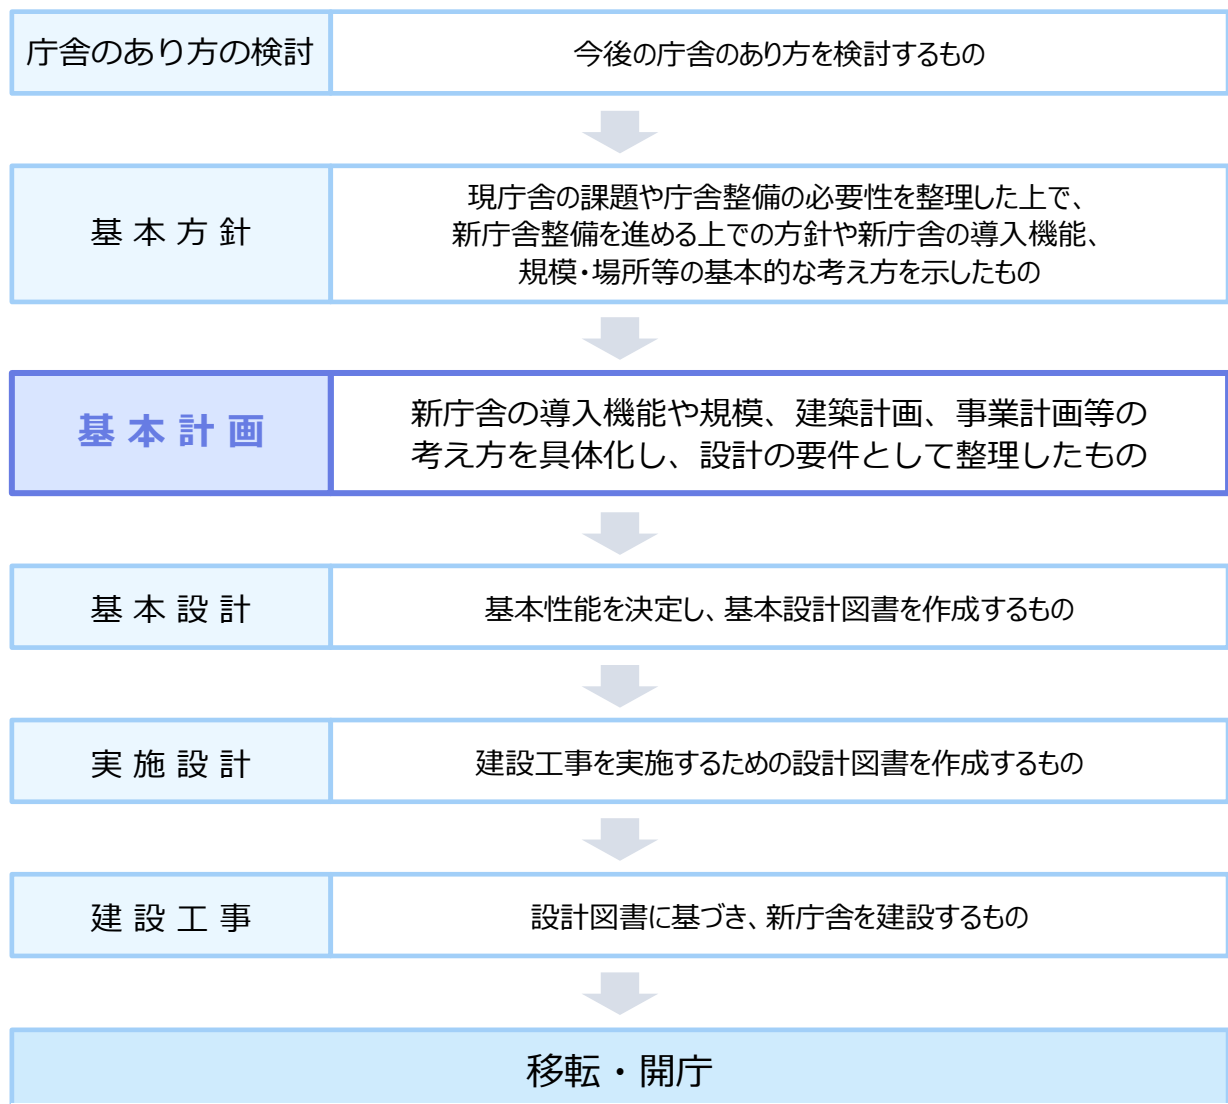 庁舎のあり方の検討
今後の庁舎のあり方を検討するもの
基本方針
現庁舎の課題や庁舎整備の必要性を整理した上で、
新庁舎整備を進める上での方針や新庁舎の導入機能、
規模・場所等の基本的な考え方を示したもの
基本計画
新庁舎の導入機能や規模、建築計画、事業計画等の
考え方を具体化し、設計の要件として整理したもの
基本設計
基本性能を決定し、基本設計図書を作成するもの
実施設計
建設工事を実施するための設計図書を作成するもの
建設工事
設計図書に基づき、新庁舎を建設するもの
移転・開庁